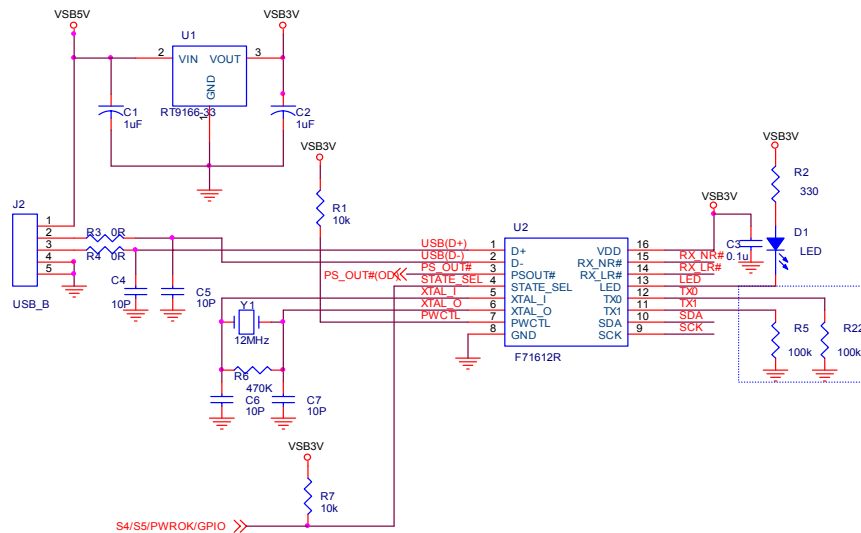 VSB5V
VSB3V
U1
2
VIN
VOUT
3
GND
1
RT9166-33
C1
1uF
C2
1uF
VSB3V
R1
10k
VSB3V
R2
330
VSB3V
C3
0.1u
D1
LED
J2
1
2
3
4
5
USB_B
R3
0R
R4
0R
C4
10P
C5
10P
U2
USB(D+)
1
D+
VDD
16
USB(D-)
2
D-
RX_NR#
15
RX_NR#
PS_OUT#(OD)
PS_OUT#
3
PSOUT#
RX_LR#
14
RX_LR#
STATE_SEL
4
STATE_SEL
LED
13
LED
XTAL_I
5
XTAL_I
TX0
12
TX0
XTAL_O
6
XTAL_O
TX1
11
TX1
PWCTL
7
PWCTL
SDA
10
SDA
8
GND
SCK
9
SCK
F71612R
Y1
12MHz
R6
470K
C6
10P
C7
10P
R5
100k
R22
100k
VSB3V
R7
10k
S4/S5/PWROK/GPIO